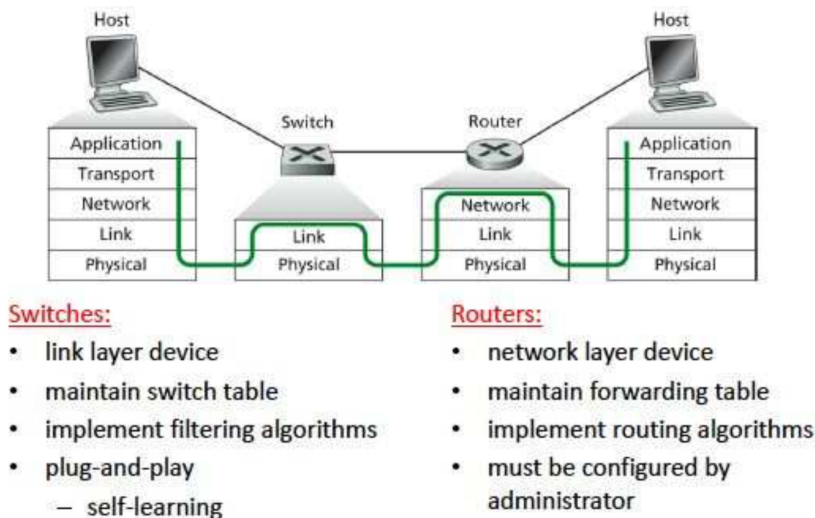 Host
Host
Switch
Router
Application
Transport
Network
Link
Physical
Link
Physical
Network
Link
Physical
Application
Transport
Network
Link
Physical
Switches:
• link layer device
• maintain switch table
• implement filtering algorithms
• plug-and-play
– self-learning
Routers:
• network layer device
• maintain forwarding table
• implement routing algorithms
• must be configured by
administrator